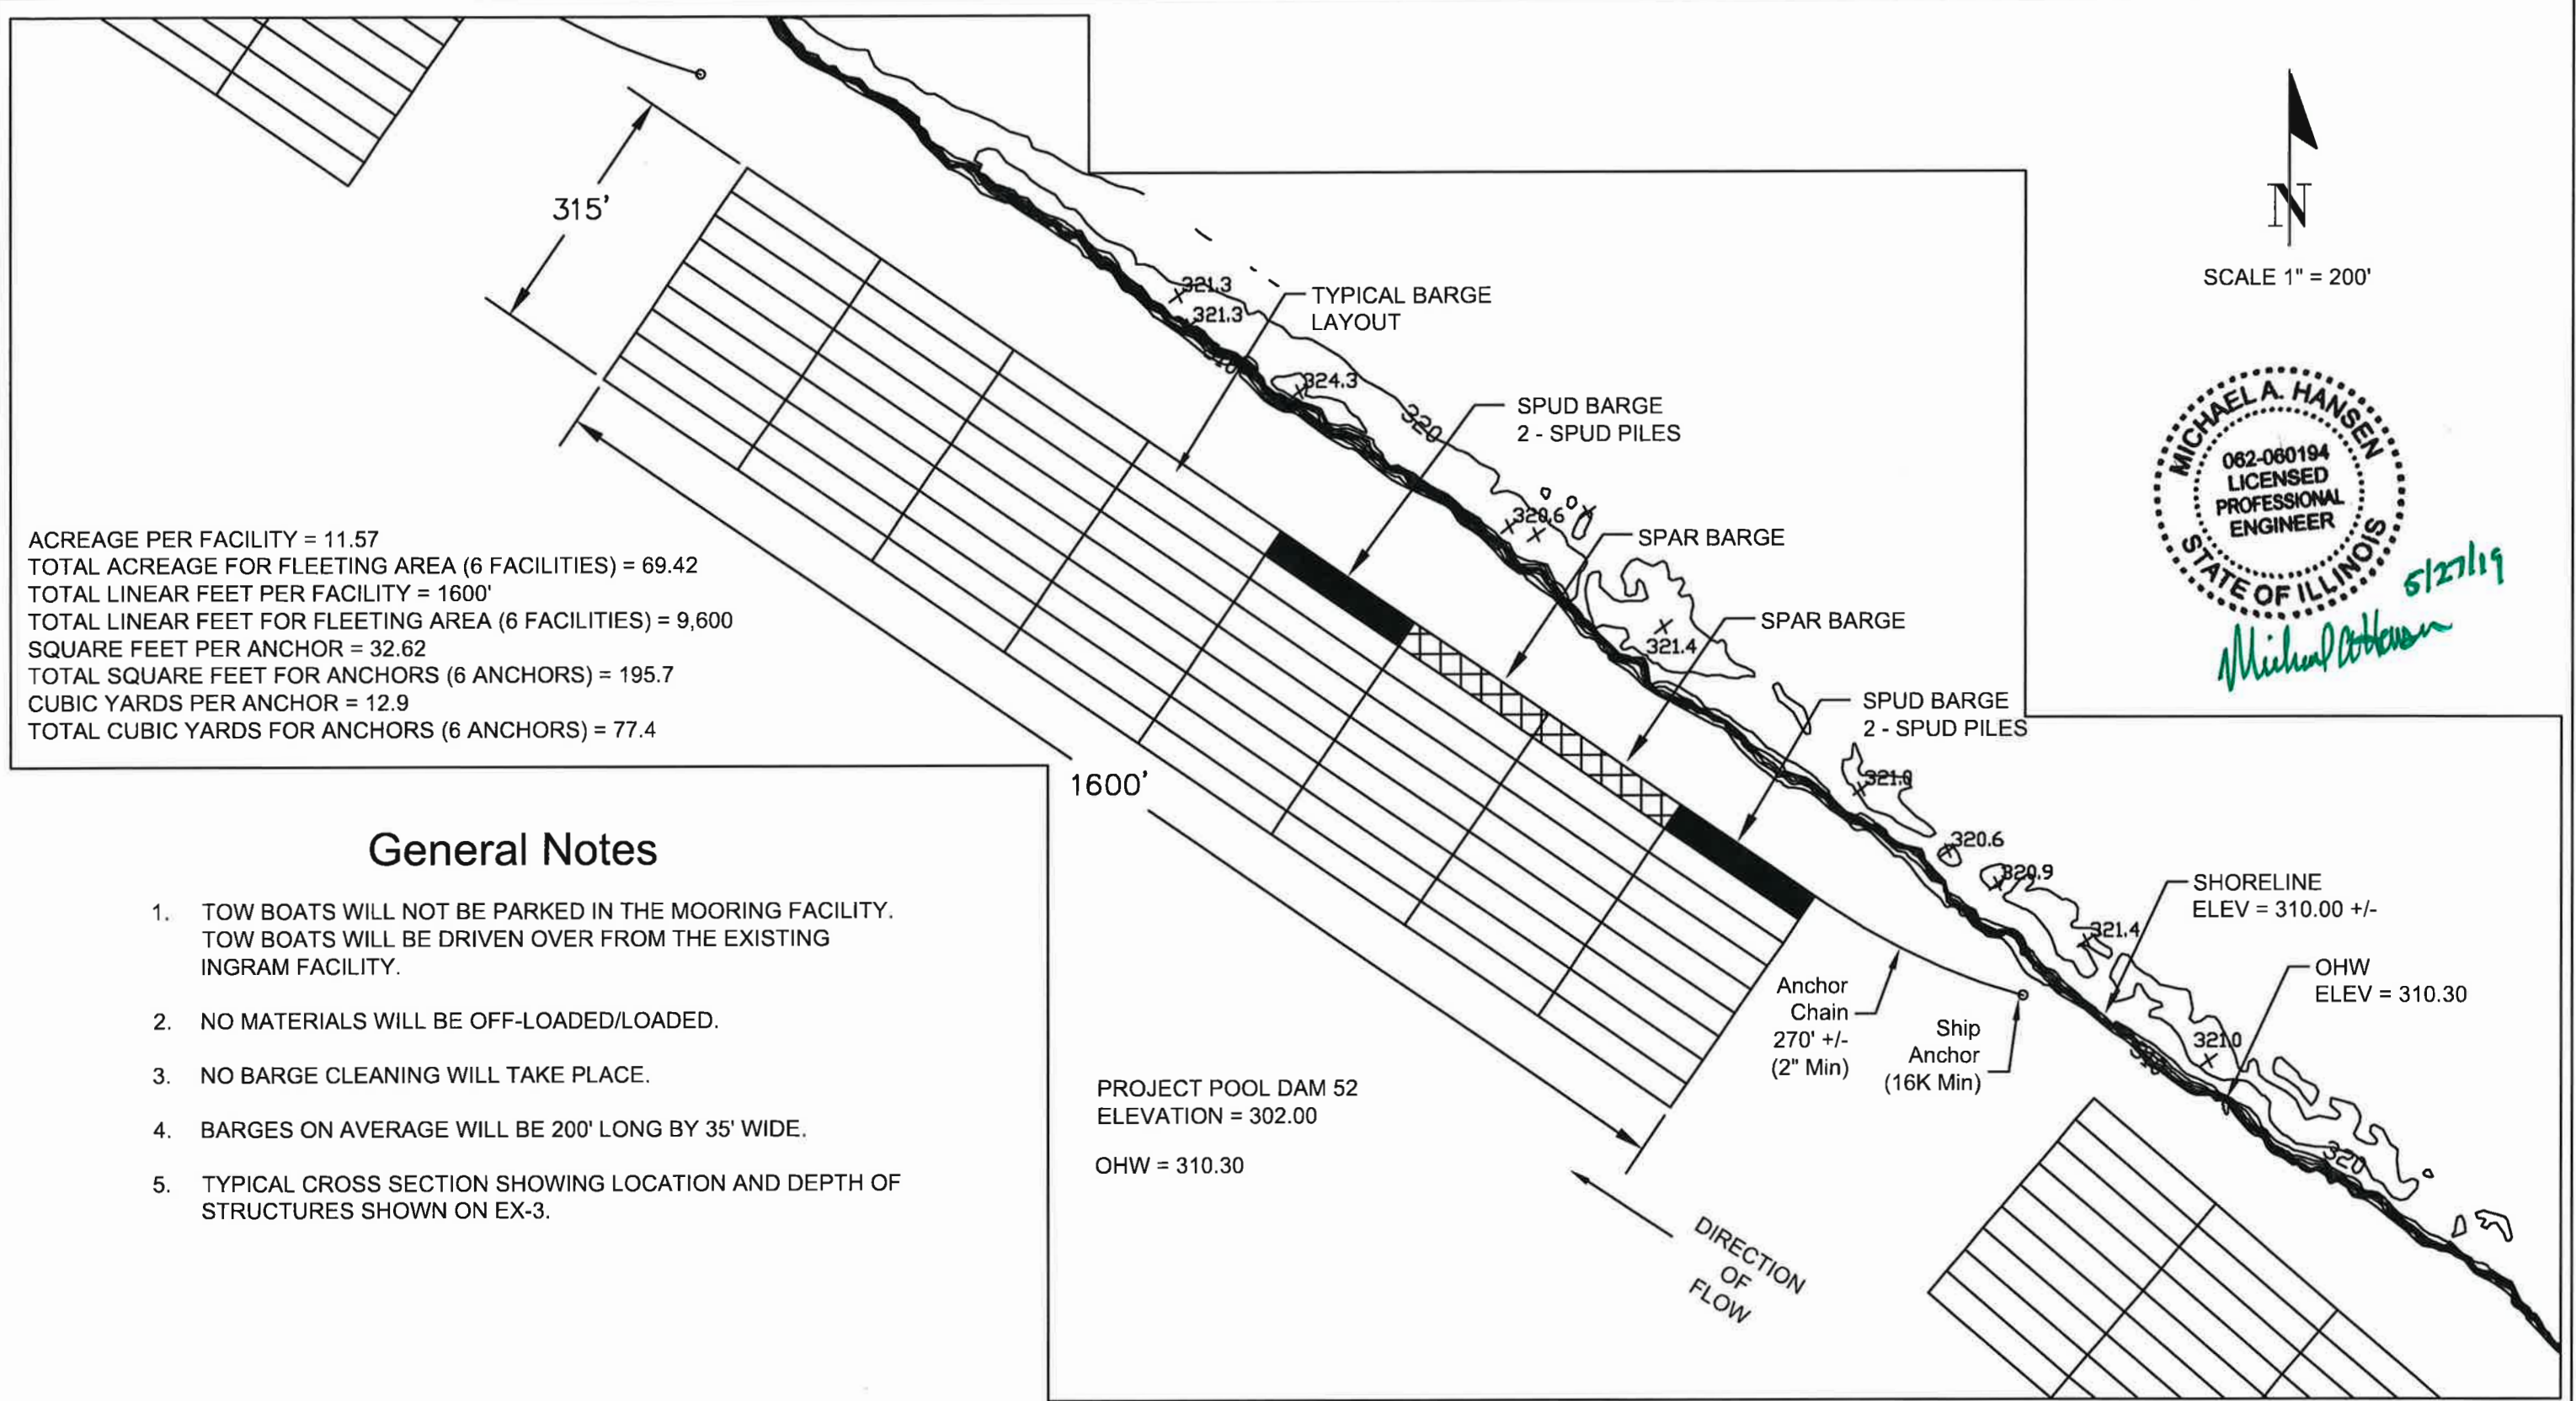 315'
321.3
321.3
310
324.3
320
TYPICAL BARGE
LAYOUT
SPUD BARGE
2 - SPUD PILES
320.6
SPAR BARGE
321.4
SPAR BARGE
SPUD BARGE
2 - SPUD PILES
321.0
320.6
320.9
321.4
SHORELINE
ELEV = 310.00 +/-
OHW
ELEV = 310.30
321.0
310
320
N
SCALE 1" = 200'
MICHAEL A. HANSEN
062-060194
LICENSED
PROFESSIONAL
ENGINEER
STATE OF ILLINOIS
5/27/19
Michael A Hansen
ACREAGE PER FACILITY = 11.57
TOTAL ACREAGE FOR FLEETING AREA (6 FACILITIES) = 69.42
TOTAL LINEAR FEET PER FACILITY = 1600'
TOTAL LINEAR FEET FOR FLEETING AREA (6 FACILITIES) = 9,600
SQUARE FEET PER ANCHOR = 32.62
TOTAL SQUARE FEET FOR ANCHORS (6 ANCHORS) = 195.7
CUBIC YARDS PER ANCHOR = 12.9
TOTAL CUBIC YARDS FOR ANCHORS (6 ANCHORS) = 77.4
1600'
General Notes
1. TOW BOATS WILL NOT BE PARKED IN THE MOORING FACILITY.
TOW BOATS WILL BE DRIVEN OVER FROM THE EXISTING
INGRAM FACILITY.
2. NO MATERIALS WILL BE OFF-LOADED/LOADED.
3. NO BARGE CLEANING WILL TAKE PLACE.
4. BARGES ON AVERAGE WILL BE 200' LONG BY 35' WIDE.
5. TYPICAL CROSS SECTION SHOWING LOCATION AND DEPTH OF
STRUCTURES SHOWN ON EX-3.
Anchor
Chain
270' +/-
(2" Min)
Ship
Anchor
(16K Min)
PROJECT POOL DAM 52
ELEVATION = 302.00
OHW = 310.30
DIRECTION
OF
FLOW